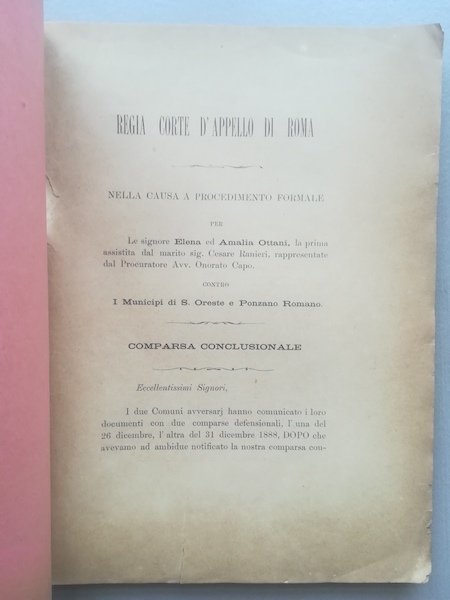 REGIA CORTE D'APPELLO DI ROMA
NELLA CAUSA A PROCEDIMENTO FORMALE
PER
Le signore Elena ed Amalia Ottani, la prima
assistita dal marito sig. Cesare Ranieri, rappresentate
dal Procuratore Avv. Onorato Capo.
CONTRO
I Municipi di S. Oreste e Ponzano Romano.
COMPARSA CONCLUSIONALE
Eccellentissimi Signori,
I due Comuni avversarj hanno comunicato i loro
documenti con due comparse defensionali, l' una del
26 dicembre, l' altra del 31 dicembre 1888, DOPO che
avevamo ad ambidue notificato la nostra comparsa cou-